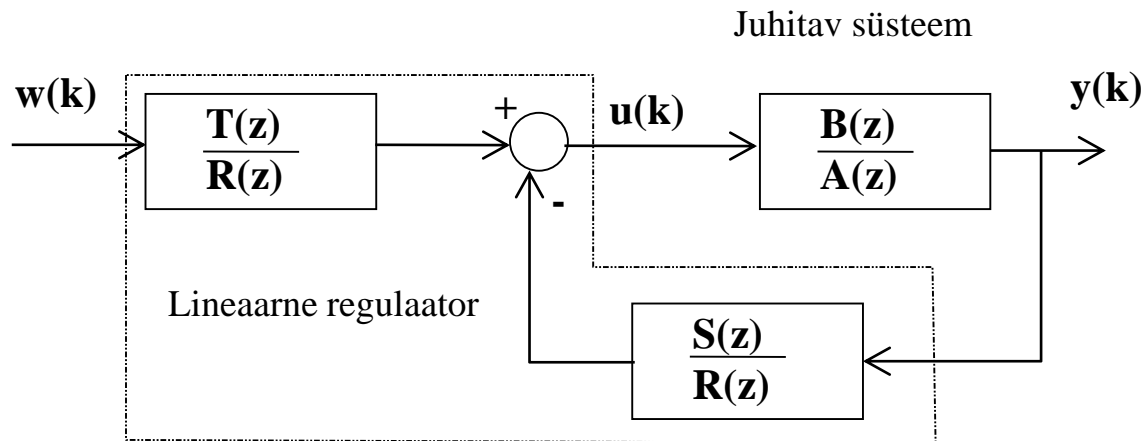 Juhitav süsteem
w(k)
T(z)
R(z)
+
-
u(k)
B(z)
A(z)
y(k)
Lineaarne regulaator
S(z)
R(z)